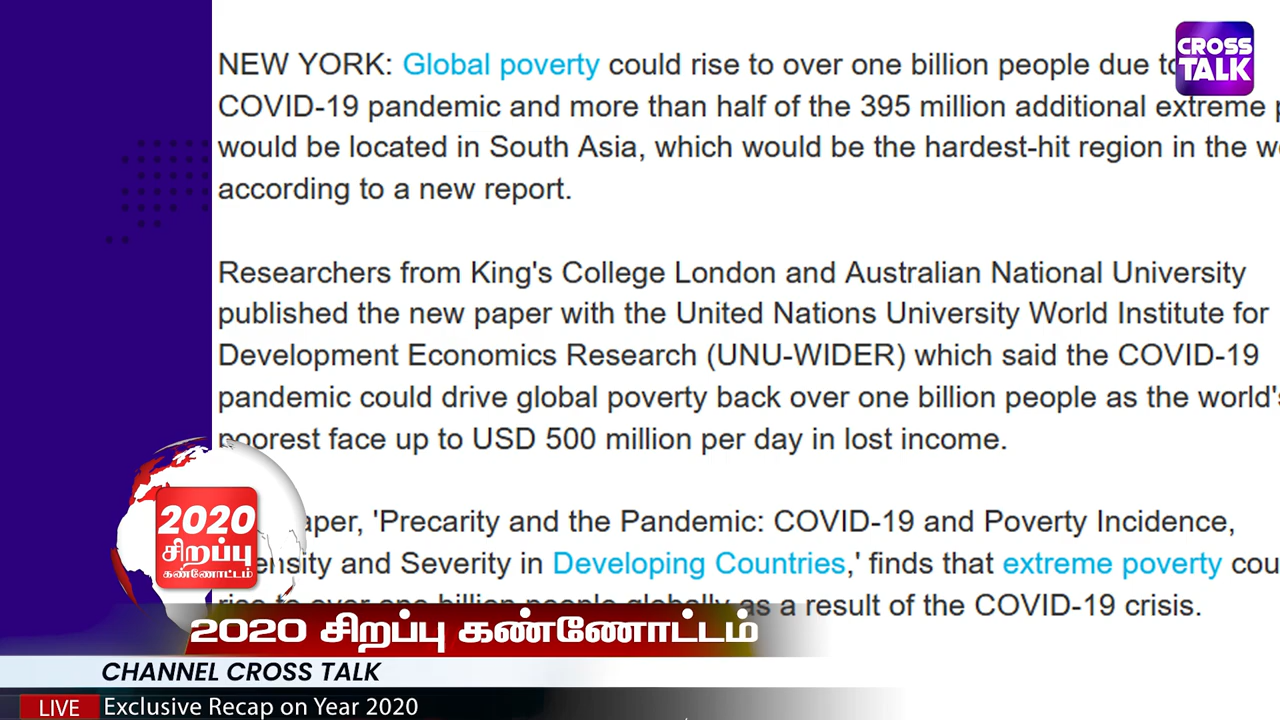 NEW YORK: Global poverty could rise to over one billion people due to
COVID-19 pandemic and more than half of the 395 million additional extreme
would be located in South Asia, which would be the hardest-hit region in the
according to a new report.
Researchers from King's College London and Australian National University
published the new paper with the United Nations University World Institute for
Development Economics Research (UNU-WIDER) which said the COVID-19
pandemic could drive global poverty back over one billion people as the world's
poorest face up to USD 500 million per day in lost income.
'Precarity and the Pandemic: COVID-19 and Poverty Incidence,
and Severity in Developing Countries,' finds that extreme poverty
rise to over one billion people globally as a result of the COVID-19 crisis.
CROSS
TALK
2020
சிறப்பு
கண்ணோட்டம்
2020 சிறப்பு கண்ணோட்டம்
CHANNEL CROSS TALK
LIVE Exclusive Recap on Year 2020